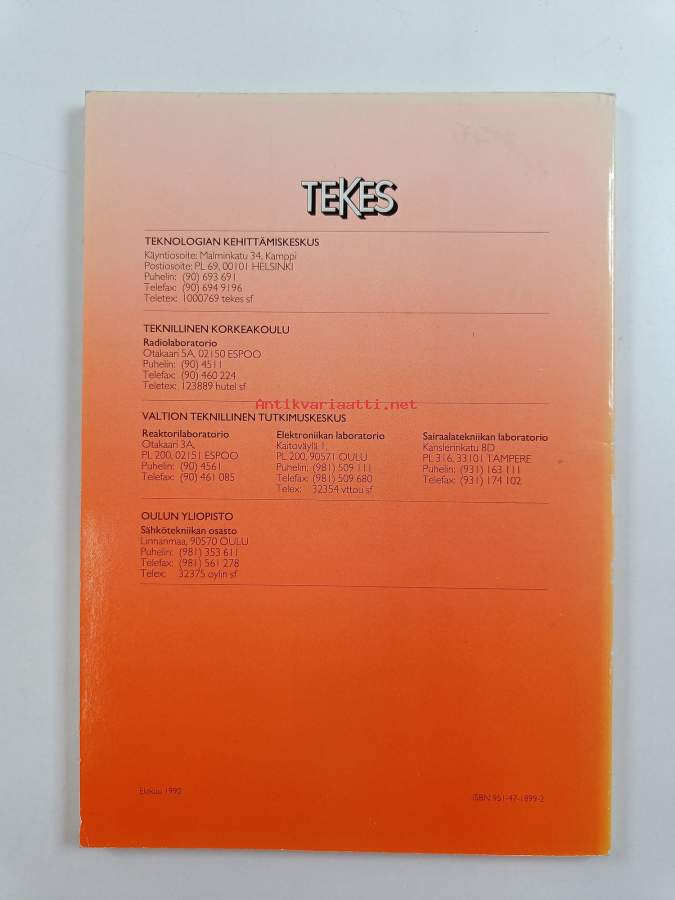 TEKES
TEKNOLOGIAN KEHITTÄMISKESKUS
Käyntiosoite: Malminkatu 34, Kamppi
Postiosoite: PL 69, 00101 HELSINKI
Puhelin: (90) 693 691
Telefax: (90) 694 9196
Teletex: 1000769 tekes sf
TEKNILLINEN KORKEAKOULU
Radiolaboratorio
Otakaari 5A, 02150 ESPOO
Puhelin: (90) 4511
Telefax: (90) 460 224
Teletex: 123889 hutel sf
Antikvariaatti.net
VALTION TEKNILLINEN TUTKIMUSKESKUS
Reaktorilaboratorio
Otakaari 3A,
PL 200, 02151 ESPOO
Puhelin: (90) 4561
Telefax: (90) 461 085
Elektroniikan laboratorio
Kaitoväylä 1,
PL 200, 90571 OULU
Puhelin: (981) 509 111
Telefax: (981) 509 680
Telex: 32354 vttou sf
Sairaalatekniikan laboratorio
Kanslerinkatu 8D
PL 316, 33101 TAMPERE
Puhelin: (931) 163 111
Telefax: (931) 174 102
OULUN YLIOPISTO
Sähkötekniikan osasto
Linnanmaa, 90570 OULU
Puhelin: (981) 353 611
Telefax: (981) 561 278
Telex: 32375 oylin sf
Elokuu 1990
ISBN 951-47-1899-2